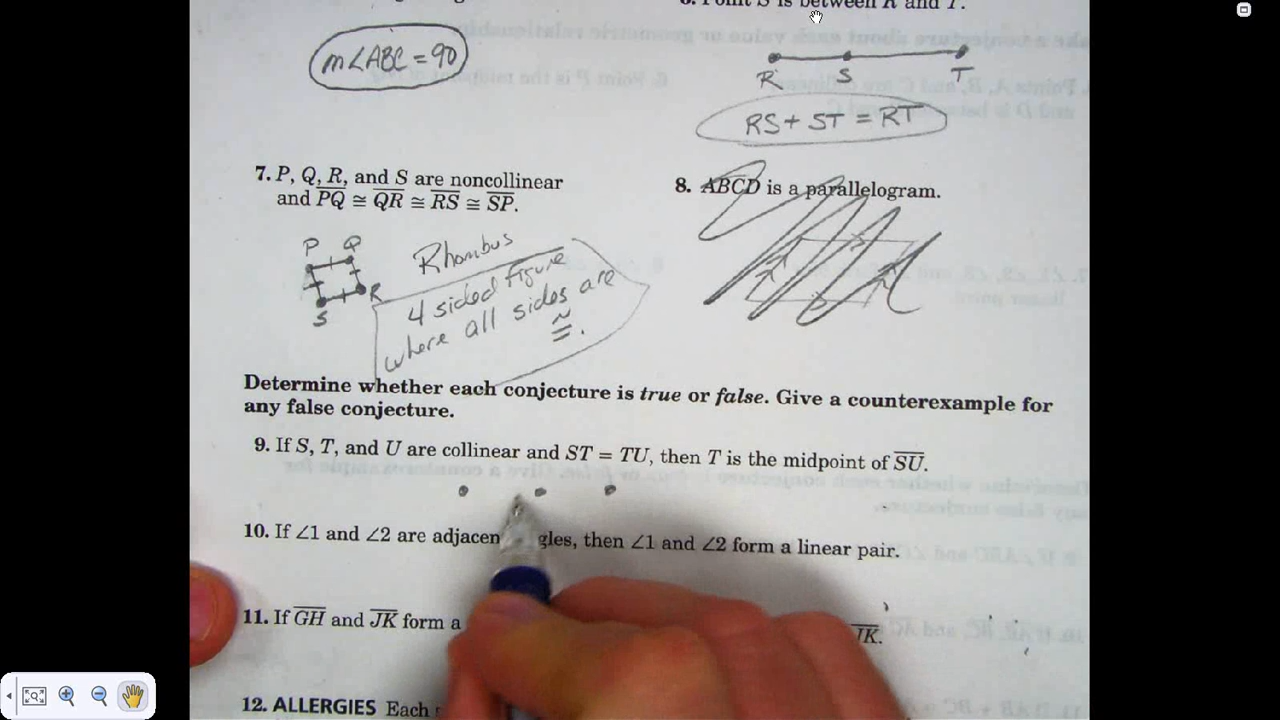 Point S is between R and T.
m∠ABC = 90
R S T
RS + ST = RT
7. P, Q, R, and S are noncollinear
and PQ ≅ QR ≅ RS ≅ SP.
8. ABCD is a parallelogram.
P Q
R
S
Rhombus
4 sided figure
where all sides are
≅.
Determine whether each conjecture is true or false. Give a counterexample for
any false conjecture.
9. If S, T, and U are collinear and ST = TU, then T is the midpoint of SU.
10. If ∠1 and ∠2 are adjacen gles, then ∠1 and ∠2 form a linear pair.
11. If GH and JK form a JK.
12. ALLERGIES Each